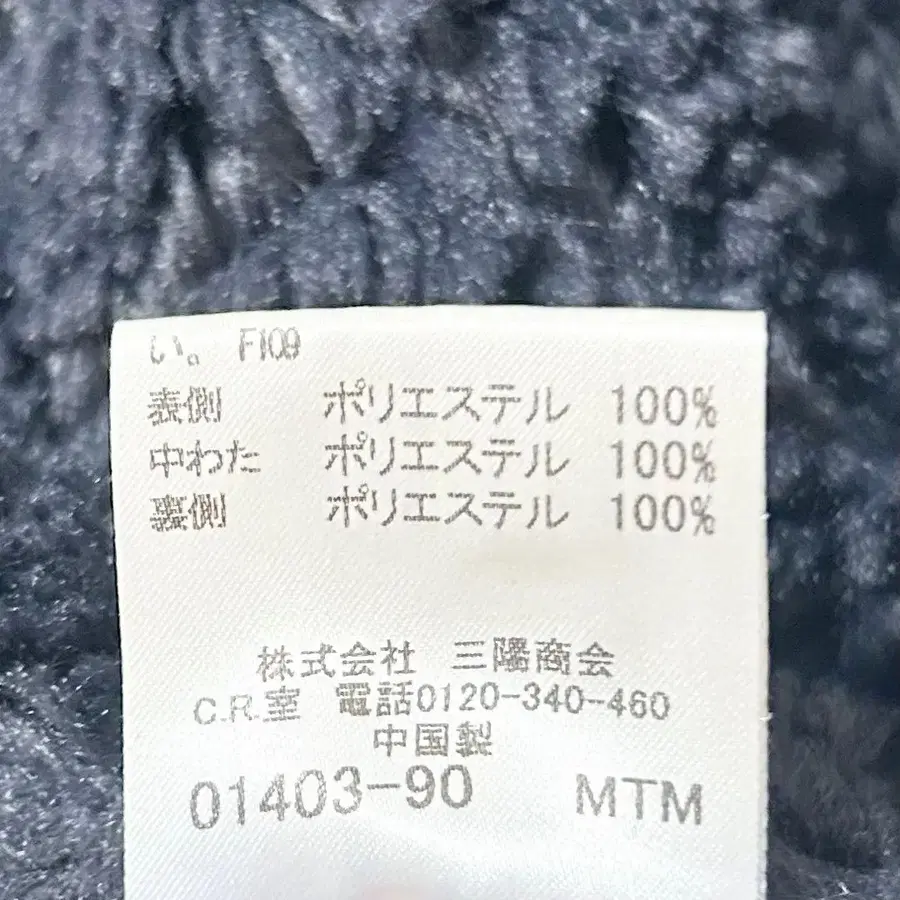 い。 FI09
表側 ポリエステル 100%
中わた ポリエステル 100%
裏側 ポリエステル 100%
株式会社 三陽商会
C.R.室 電話0120-340-460
中国製
01403-90 MTM